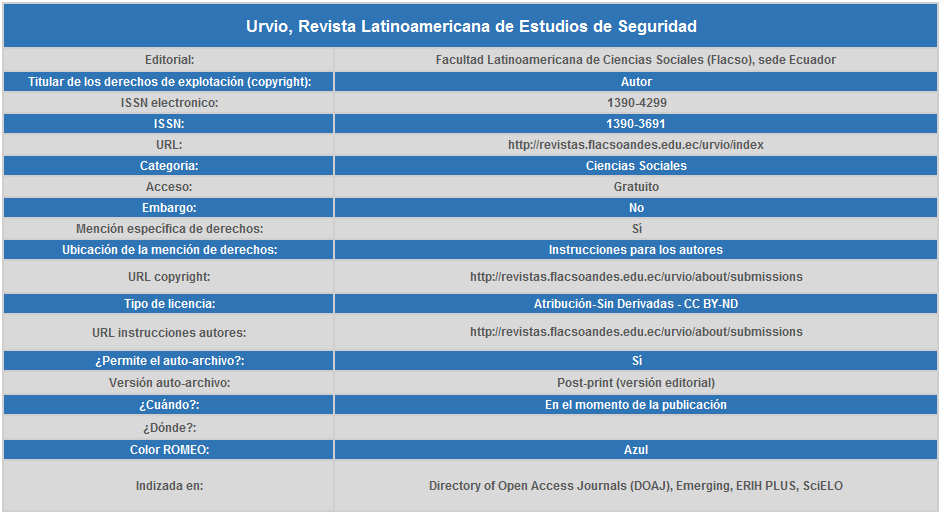 Urvio, Revista Latinoamericana de Estudios de Seguridad
Editorial: Facultad Latinoamericana de Ciencias Sociales (Flacso), sede Ecuador
Titular de los derechos de explotación (copyright): Autor
ISSN electronico: 1390-4299
ISSN: 1390-3691
URL: http://revistas.flacsoandes.edu.ec/urvio/index
Categoria: Ciencias Sociales
Acceso: Gratuito
Embargo: No
Mención específica de derechos: Sí
Ubicación de la mención de derechos: Instrucciones para los autores
URL copyright: http://revistas.flacsoandes.edu.ec/urvio/about/submissions
Tipo de licencia: Atribución-Sin Derivadas - CC BY-ND
URL instrucciones autores: http://revistas.flacsoandes.edu.ec/urvio/about/submissions
¿Permite el auto-archivo?: Sí
Versión auto-archivo: Post-print (versión editorial)
¿Cuándo?: En el momento de la publicación
¿Dónde?:
Color ROMEO: Azul
Indizada en: Directory of Open Access Journals (DOAJ), Emerging, ERIH PLUS, SciELO